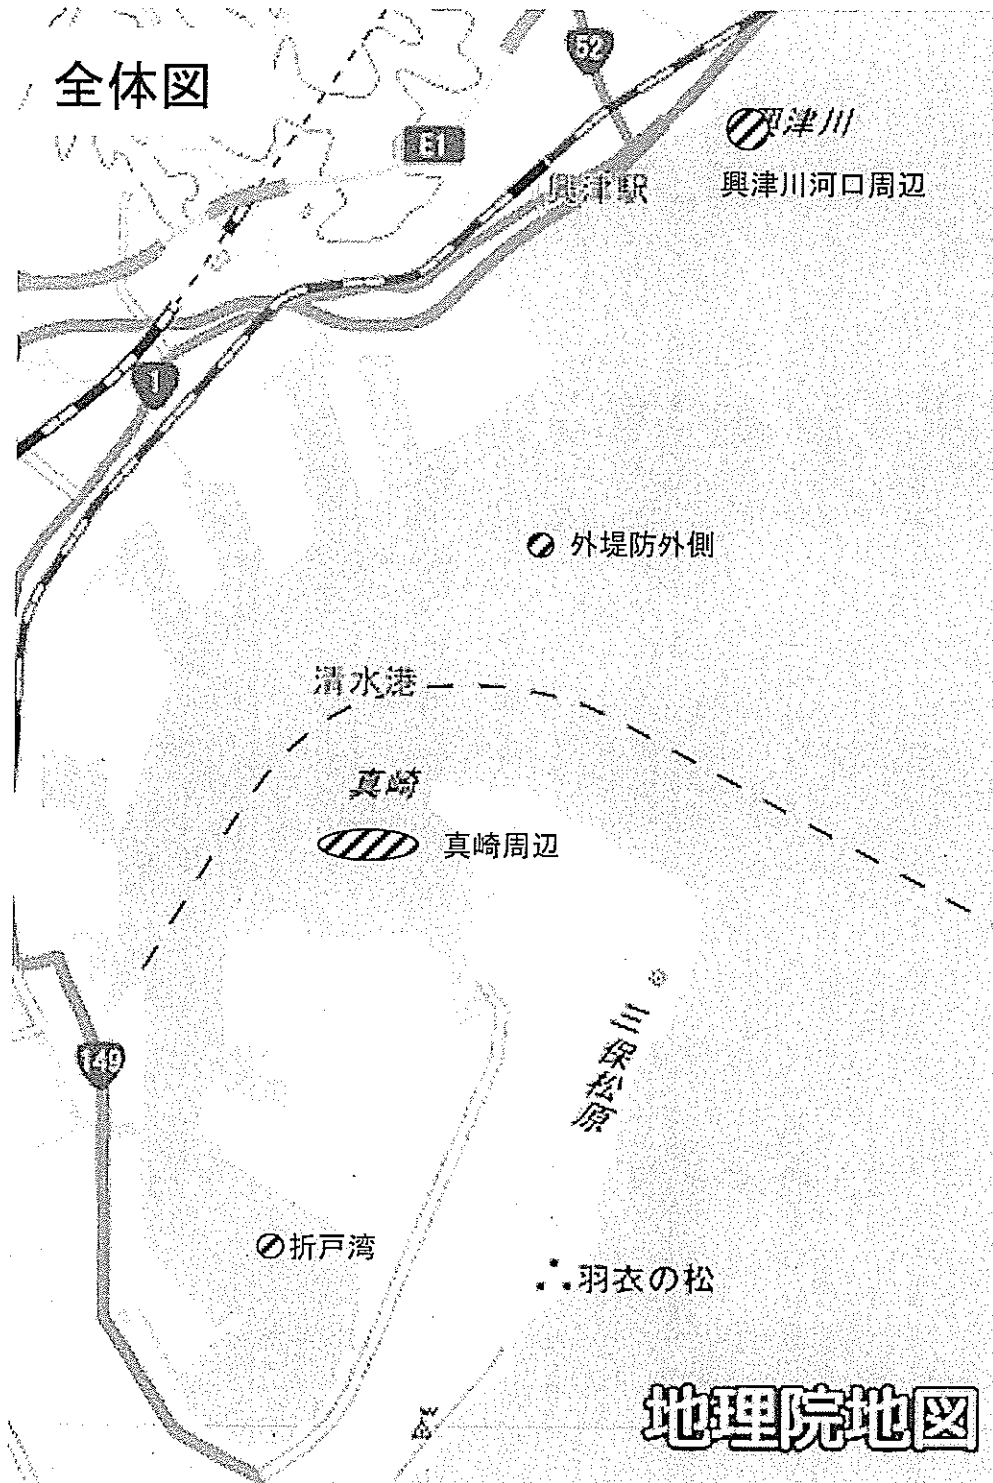 全体図
52
E1
興津川
興津駅
興津川河口周辺
1
外堤防外側
清水港
真崎
真崎周辺
三保松原
149
折戸湾
羽衣の松
地理院地図